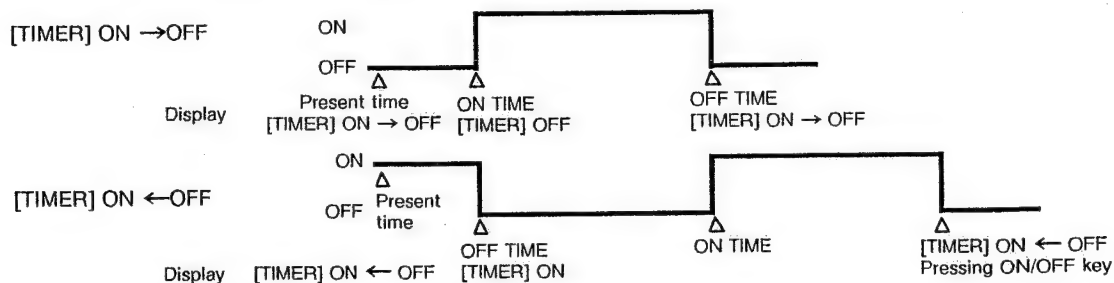 [TIMER] ON →OFF
ON
OFF
Display
Present time
[TIMER] ON → OFF
ON TIME
[TIMER] OFF
OFF TIME
[TIMER] ON → OFF
[TIMER] ON ←OFF
ON
OFF
Present
time
Display
[TIMER] ON ← OFF
OFF TIME
[TIMER] ON
ON TIME
[TIMER] ON ← OFF
Pressing ON/OFF key